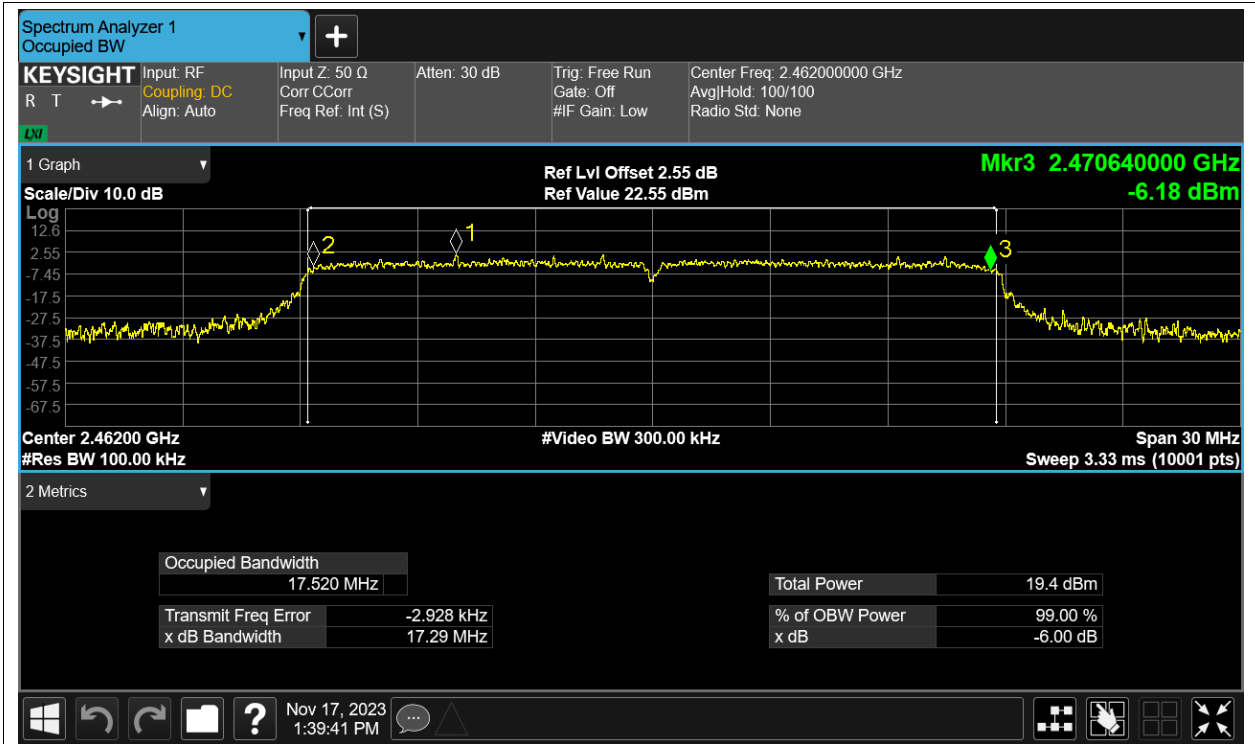 Spectrum Analyzer 1
Occupied BW
▼
+
KEYSIGHT
R T
LXI
Input: RF
Coupling: DC
Align: Auto
Input Z: 50 Ω
Corr CCorr
Freq Ref: Int (S)
Atten: 30 dB
Trig: Free Run
Gate: Off
#IF Gain: Low
Center Freq: 2.462000000 GHz
Avg|Hold: 100/100
Radio Std: None
1 Graph ▼
Scale/Div 10.0 dB
Ref Lvl Offset 2.55 dB
Ref Value 22.55 dBm
Mkr3 2.470640000 GHz
-6.18 dBm
Log
12.6
2.55
-7.45
-17.5
-27.5
-37.5
-47.5
-57.5
-67.5
2
1
3
Center 2.46200 GHz
#Res BW 100.00 kHz
#Video BW 300.00 kHz
Span 30 MHz
Sweep 3.33 ms (10001 pts)
2 Metrics ▼
Occupied Bandwidth
17.520 MHz
Transmit Freq Error -2.928 kHz
x dB Bandwidth 17.29 MHz
Total Power 19.4 dBm
% of OBW Power 99.00 %
x dB -6.00 dB
?
Nov 17, 2023
1:39:41 PM